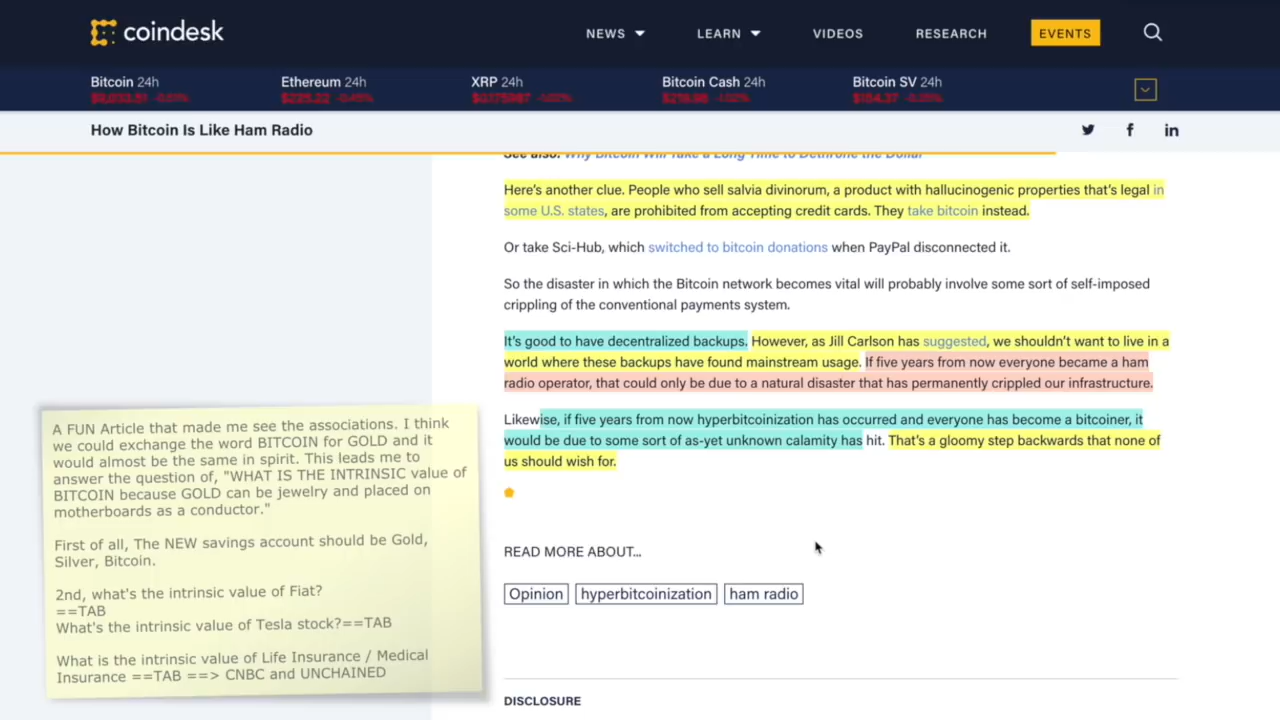 coindesk
NEWS
LEARN
VIDEOS
RESEARCH
EVENTS
Bitcoin 24h
Ethereum 24h
XRP 24h
Bitcoin Cash 24h
Bitcoin SV 24h
How Bitcoin Is Like Ham Radio
See also: Why Bitcoin Will Take a Long Time to Dethrone the Dollar
Here's another clue. People who sell salvia divinorum, a product with hallucinogenic properties that's legal in
some U.S. states, are prohibited from accepting credit cards. They take bitcoin instead.
Or take Sci-Hub, which switched to bitcoin donations when PayPal disconnected it.
So the disaster in which the Bitcoin network becomes vital will probably involve some sort of self-imposed
crippling of the conventional payments system.
It's good to have decentralized backups. However, as Jill Carlson has suggested, we shouldn't want to live in a
world where these backups have found mainstream usage. If five years from now everyone became a ham
radio operator, that could only be due to a natural disaster that has permanently crippled our infrastructure.
Likewise, if five years from now hyperbitcoinization has occurred and everyone has become a bitcoiner, it
would be due to some sort of as-yet unknown calamity has hit. That's a gloomy step backwards that none of
us should wish for.
READ MORE ABOUT...
Opinion
hyperbitcoinization
ham radio
DISCLOSURE
A FUN Article that made me see the associations. I think
we could exchange the word BITCOIN for GOLD and it
would almost be the same in spirit. This leads me to
answer the question of, "WHAT IS THE INTRINSIC value of
BITCOIN because GOLD can be jewelry and placed on
motherboards as a conductor."
First of all, The NEW savings account should be Gold,
Silver, Bitcoin.
2nd, what's the intrinsic value of Fiat?
==TAB
What's the intrinsic value of Tesla stock?==TAB
What is the intrinsic value of Life Insurance / Medical
Insurance ==TAB ==> CNBC and UNCHAINED